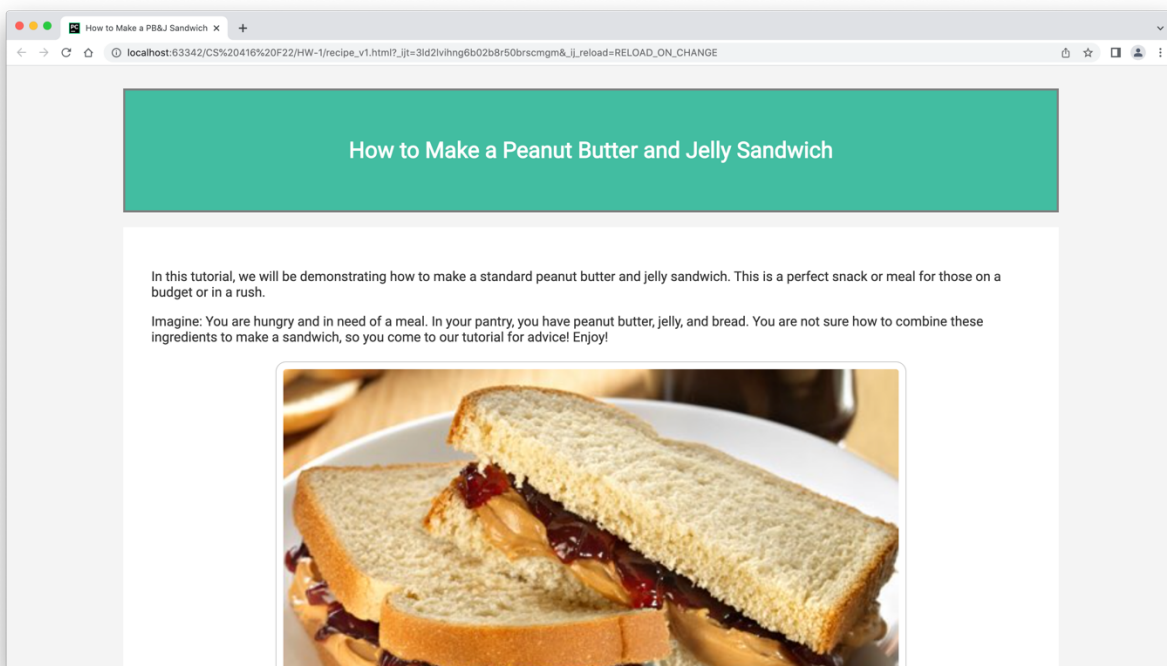 How to Make a PB&J Sandwich
localhost:63342/CS%20416%20F22/HW-1/recipe_v1.html?_ijt=3ld2lvihng6b02b8r50brscmgm&_ij_reload=RELOAD_ON_CHANGE
How to Make a Peanut Butter and Jelly Sandwich
In this tutorial, we will be demonstrating how to make a standard peanut butter and jelly sandwich. This is a perfect snack or meal for those on a
budget or in a rush.
Imagine: You are hungry and in need of a meal. In your pantry, you have peanut butter, jelly, and bread. You are not sure how to combine these
ingredients to make a sandwich, so you come to our tutorial for advice! Enjoy!